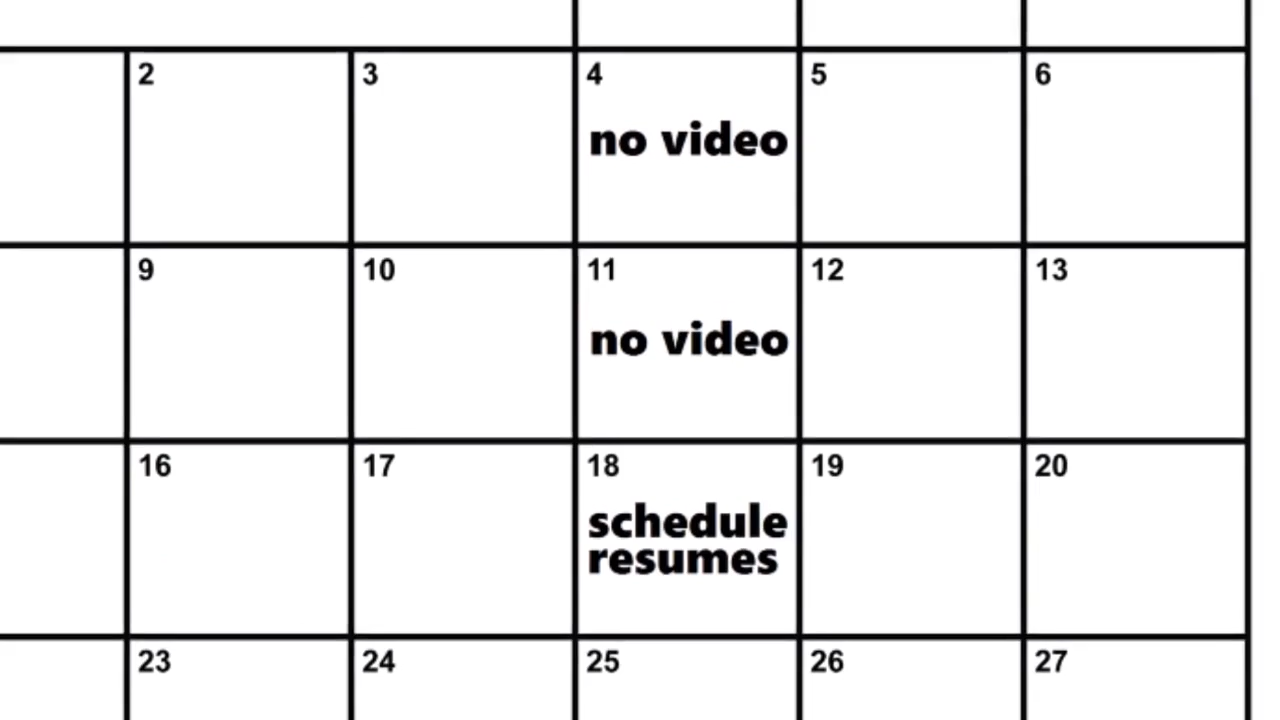 2 3 4 5 6
no video
9 10 11 12 13
no video
16 17 18 19 20
schedule
resumes
23 24 25 26 27